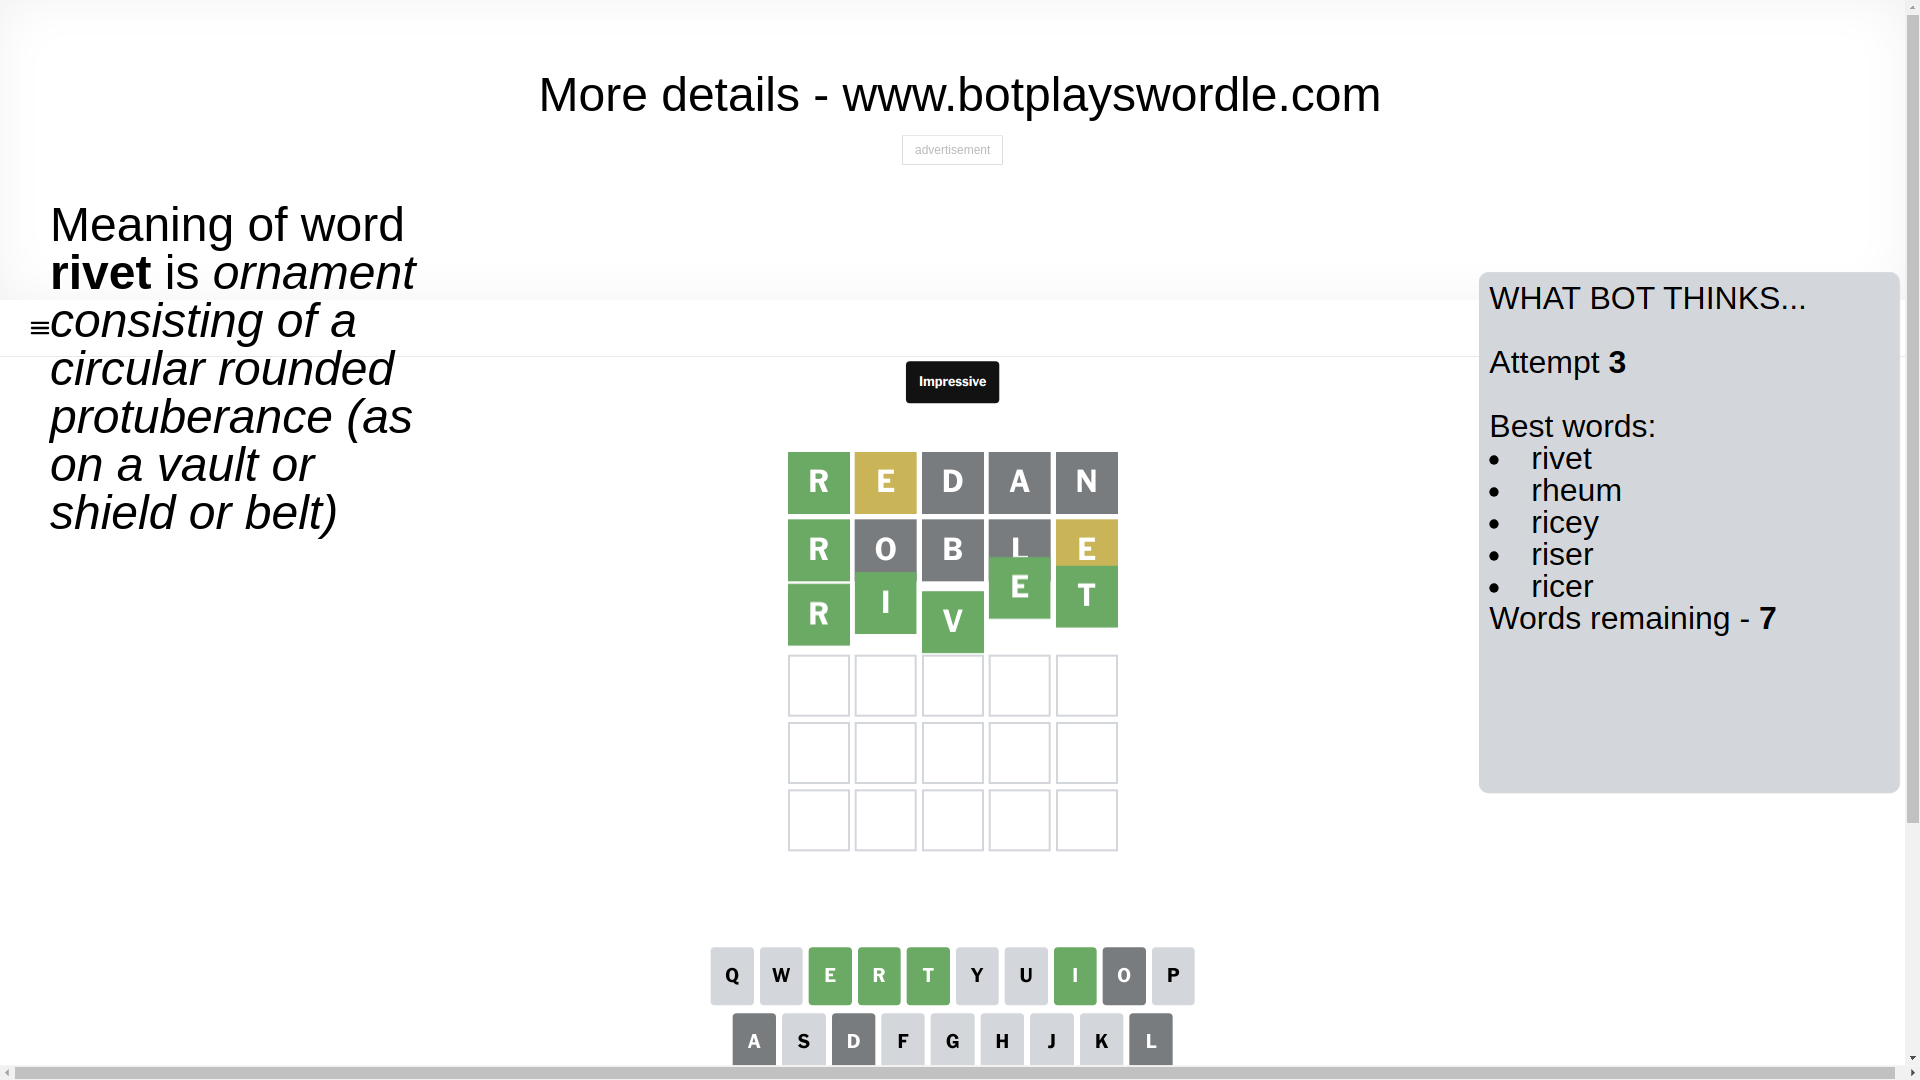 More details - www.botplayswordle.com
advertisement
Meaning of word
rivet is ornament
consisting of a
circular rounded
protuberance (as
on a vault or
shield or belt)
WHAT BOT THINKS...
Attempt 3
Best words:
• rivet
• rheum
• ricey
• riser
• ricer
Words remaining - 7
Impressive
R E D A N
R O B L E
R I V E T
Q W E R T Y U I O P
A S D F G H J K L